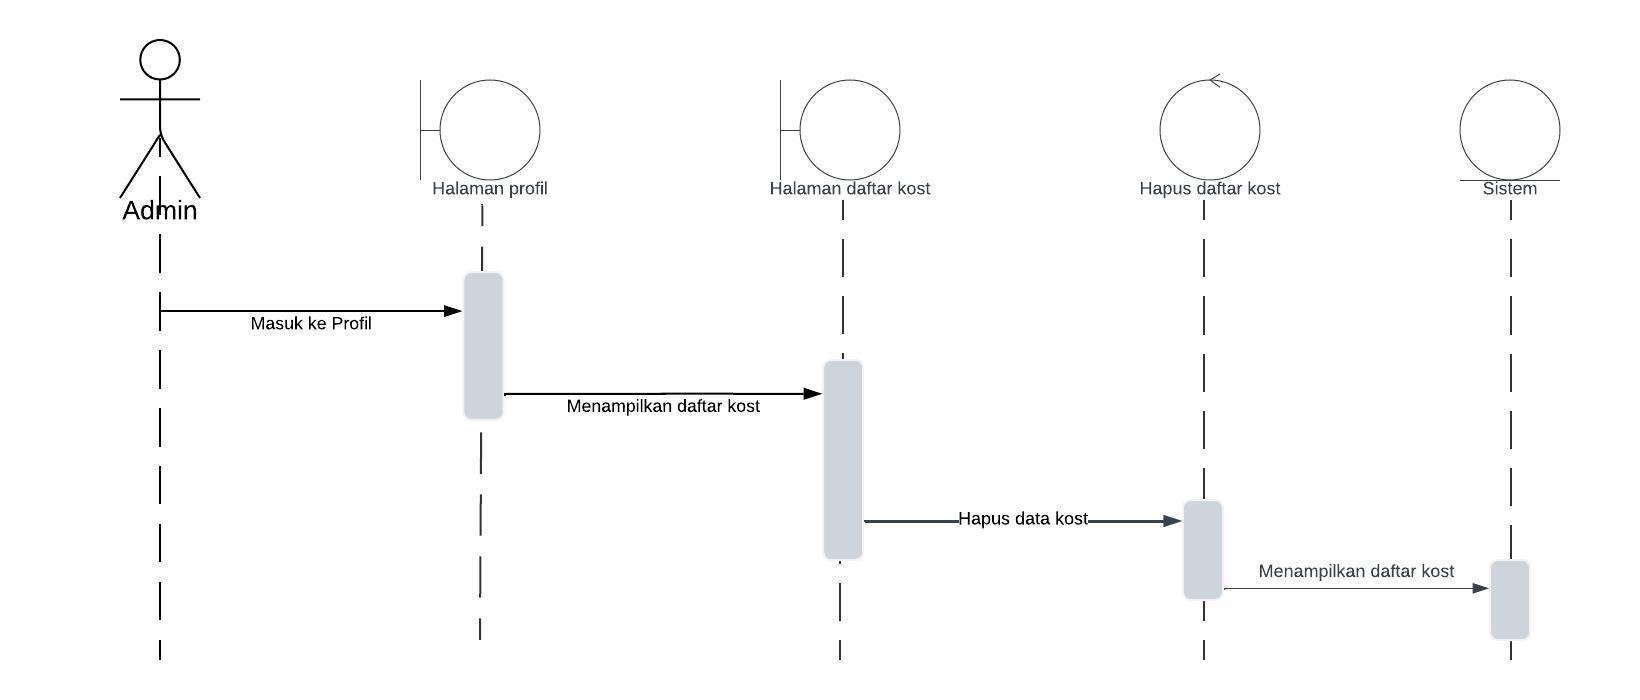 Admin
Halaman profil
Halaman daftar kost
Hapus daftar kost
Sistem
Masuk ke Profil
Menampilkan daftar kost
Hapus data kost
Menampilkan daftar kost